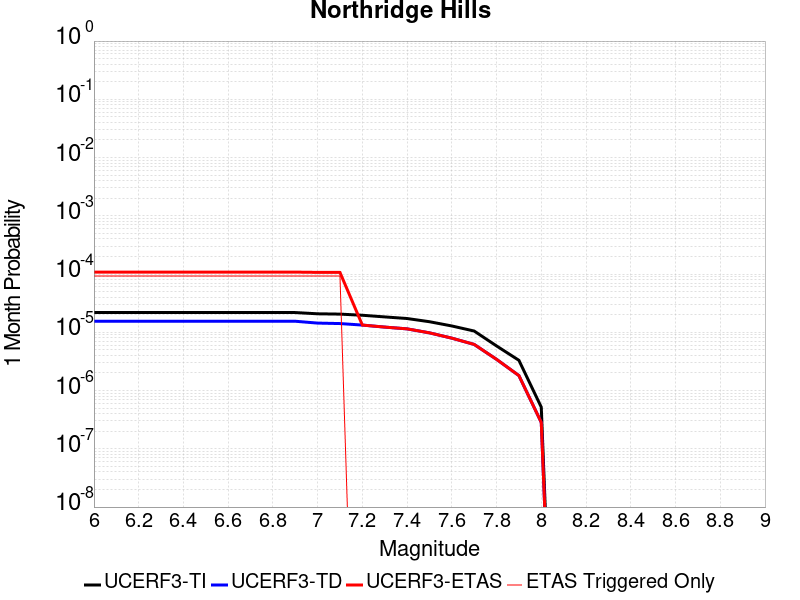 Northridge Hills
10^0
10^-1
10^-2
10^-3
10^-4
10^-5
10^-6
10^-7
10^-8
1 Month Probability
6 6.2 6.4 6.6 6.8 7 7.2 7.4 7.6 7.8 8 8.2 8.4 8.6 8.8 9
Magnitude
UCERF3-TI UCERF3-TD UCERF3-ETAS ETAS Triggered Only